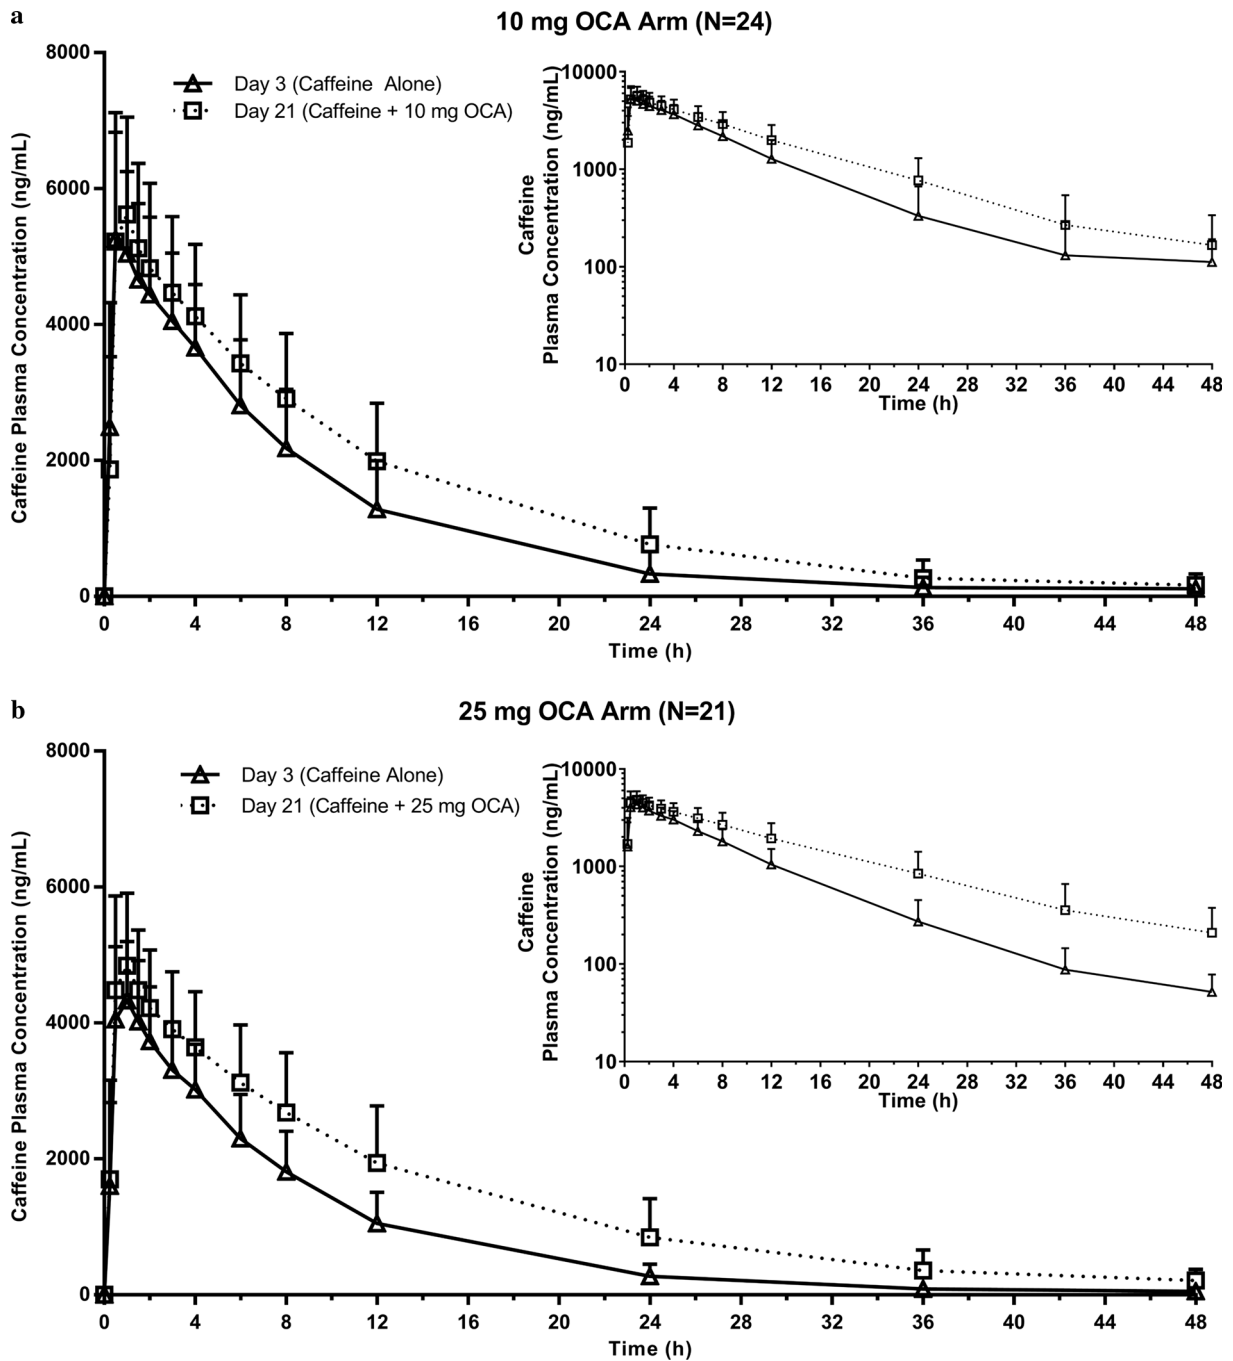 a
10 mg OCA Arm (N=24)
8000
6000
4000
2000
0
Caffeine Plasma Concentration (ng/mL)
Day 3 (Caffeine Alone)
Day 21 (Caffeine + 10 mg OCA)
0 4 8 12 16 20 24 28 32 36 40 44 48
Time (h)
10000
1000
100
10
Caffeine
Plasma Concentration (ng/mL)
0 4 8 12 16 20 24 28 32 36 40 44 48
Time (h)
b
25 mg OCA Arm (N=21)
8000
6000
4000
2000
0
Caffeine Plasma Concentration (ng/mL)
Day 3 (Caffeine Alone)
Day 21 (Caffeine + 25 mg OCA)
0 4 8 12 16 20 24 28 32 36 40 44 48
Time (h)
10000
1000
100
10
Caffeine
Plasma Concentration (ng/mL)
0 4 8 12 16 20 24 28 32 36 40 44 48
Time (h)